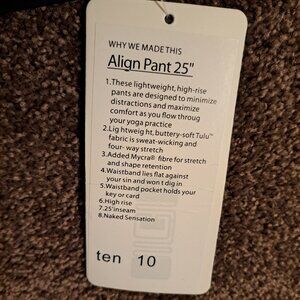 WHY WE MADE THIS
Align Pant 25"
1.These lightweight, high-rise
pants are designed to minimize
distractions and maximize
comfort as you flow through
your yoga practice
2.Lig htweig ht, buttery-soft Tulu™
fabric is sweat-wicking and
four- way stretch
3.Added Mycra® fibre for stretch
and shape retention
4.Waistband lies flat against
your sin and won t dig in
5.Waistband pocket holds your
key or card
6.High rise
7.25'inseam
8.Naked Sensation
ten 10